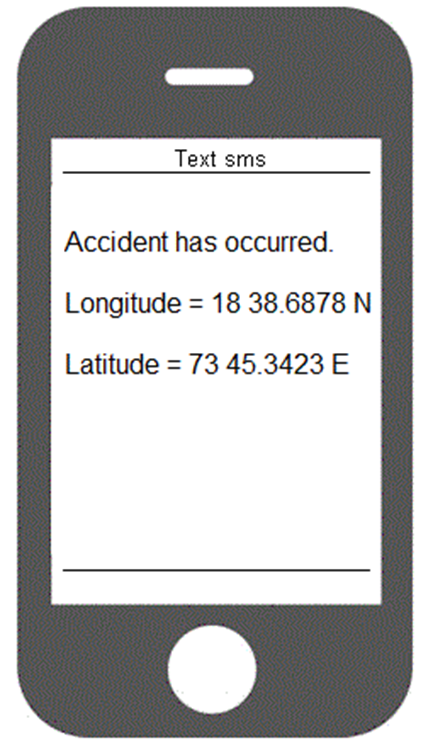 Text sms
Accident has occurred.
Longitude = 18 38.6878 N
Latitude = 73 45.3423 E